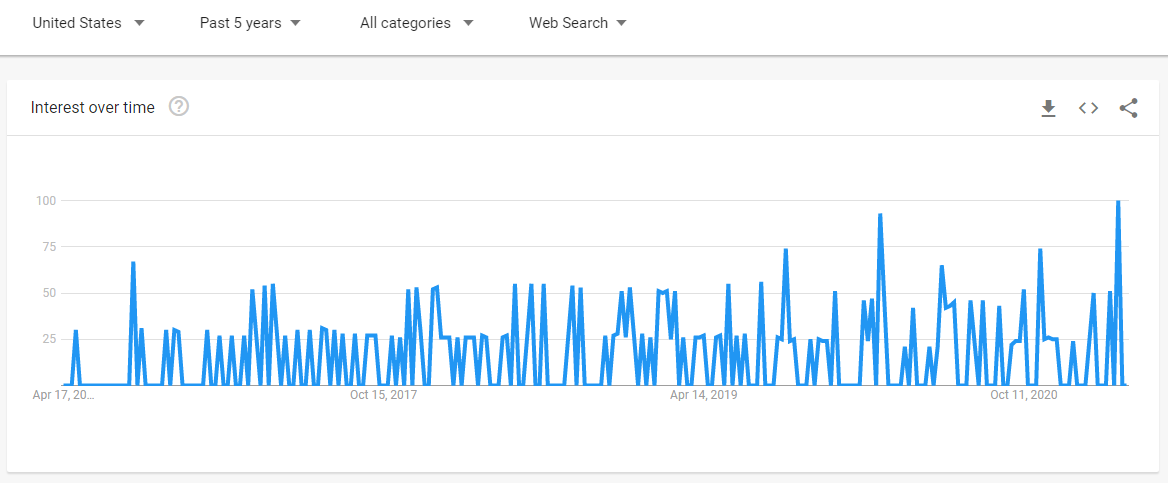 United States Past 5 years All categories Web Search
Interest over time ?
100
75
50
25
Apr 17, 20... Oct 15, 2017 Apr 14, 2019 Oct 11, 2020